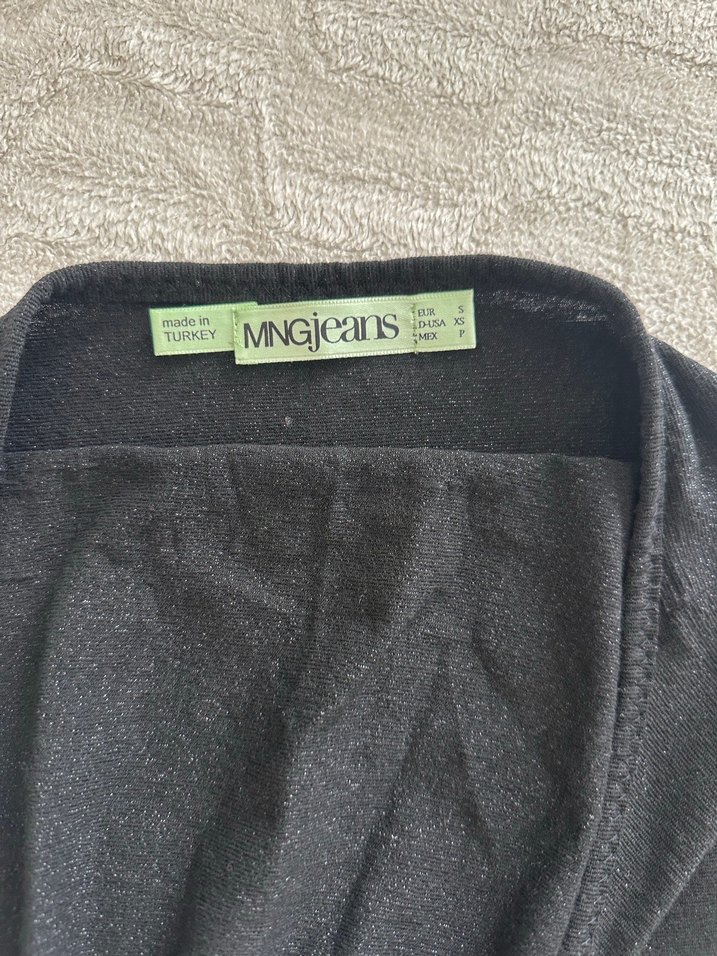 made in
TURKEY
MNGjeans
EUR S
D-USA XS
MEX P